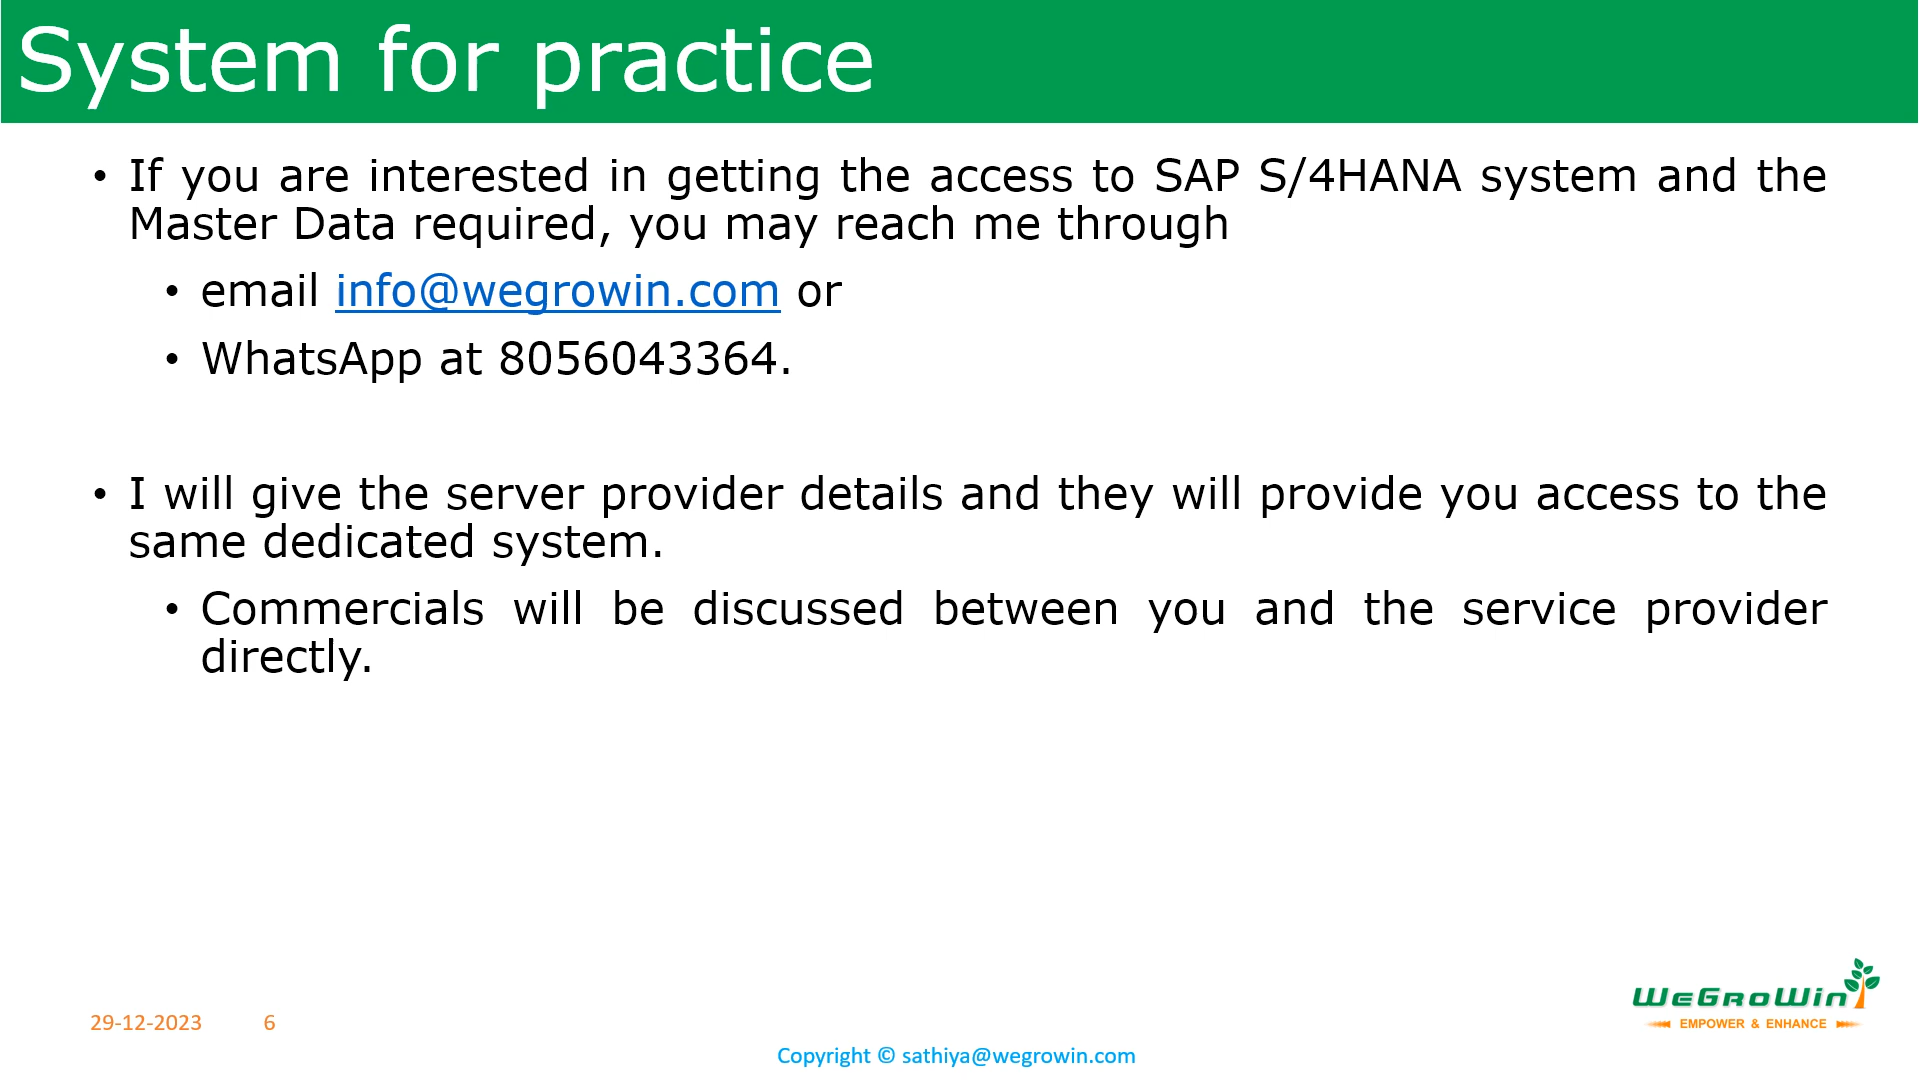 System for practice
• If you are interested in getting the access to SAP S/4HANA system and the
Master Data required, you may reach me through
• email info@wegrowin.com or
• WhatsApp at 8056043364.
• I will give the server provider details and they will provide you access to the
same dedicated system.
• Commercials will be discussed between you and the service provider
directly.
WeGroWin
EMPOWER & ENHANCE
29-12-2023 6
Copyright © sathiya@wegrowin.com